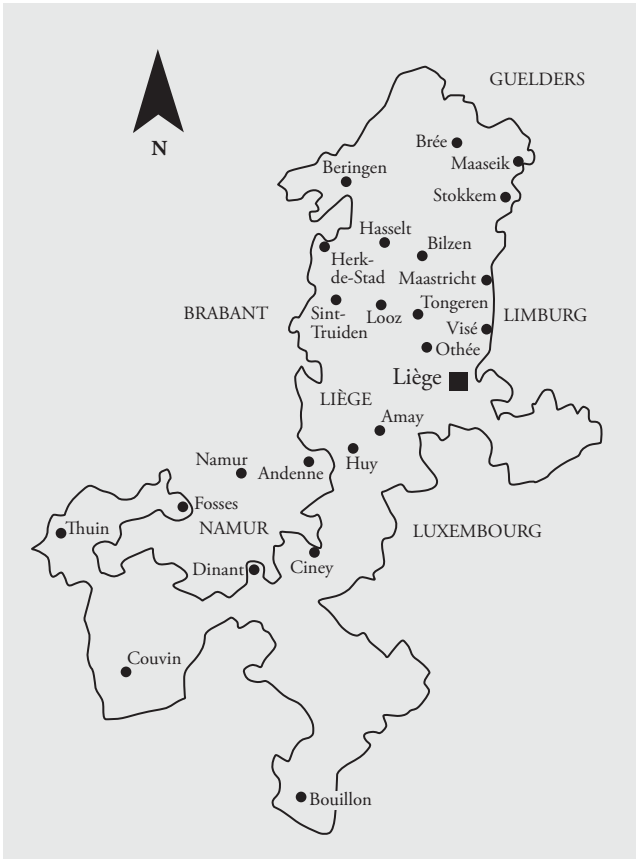 GUELDERS
N
Brée
Maaseik
Beringen
Stokkem
Hasselt
Bilzen
Herk-
de-Stad
Maastricht
BRABANT
Sint-
Truiden
Looz
Tongeren
LIMBURG
Visé
Othée
Liège
LIÈGE
Amay
Namur
Andenne
Huy
Fosses
Thuin
NAMUR
LUXEMBOURG
Dinant
Ciney
Couvin
Bouillon